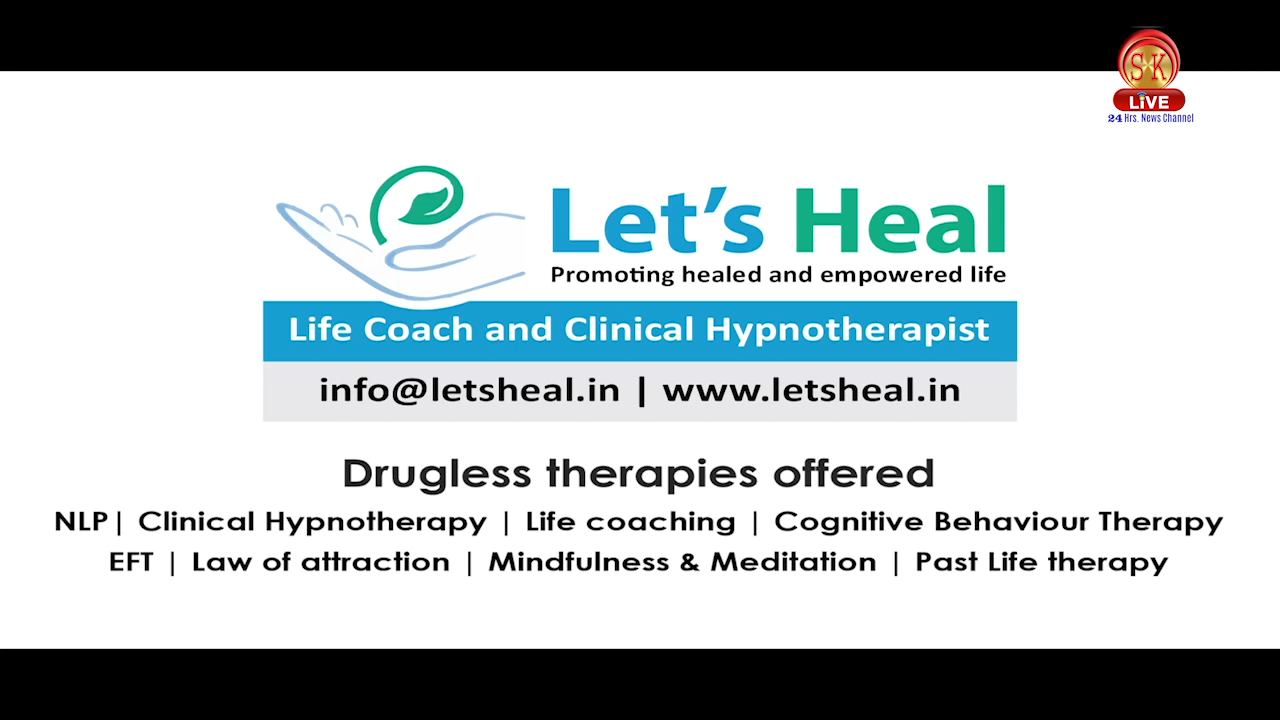 S K
LiVE
24 Hrs. News Channel
Let's Heal
Promoting healed and empowered life
Life Coach and Clinical Hypnotherapist
info@letsheal.in | www.letsheal.in
Drugless therapies offered
NLP| Clinical Hypnotherapy | Life coaching | Cognitive Behaviour Therapy
EFT | Law of attraction | Mindfulness & Meditation | Past Life therapy